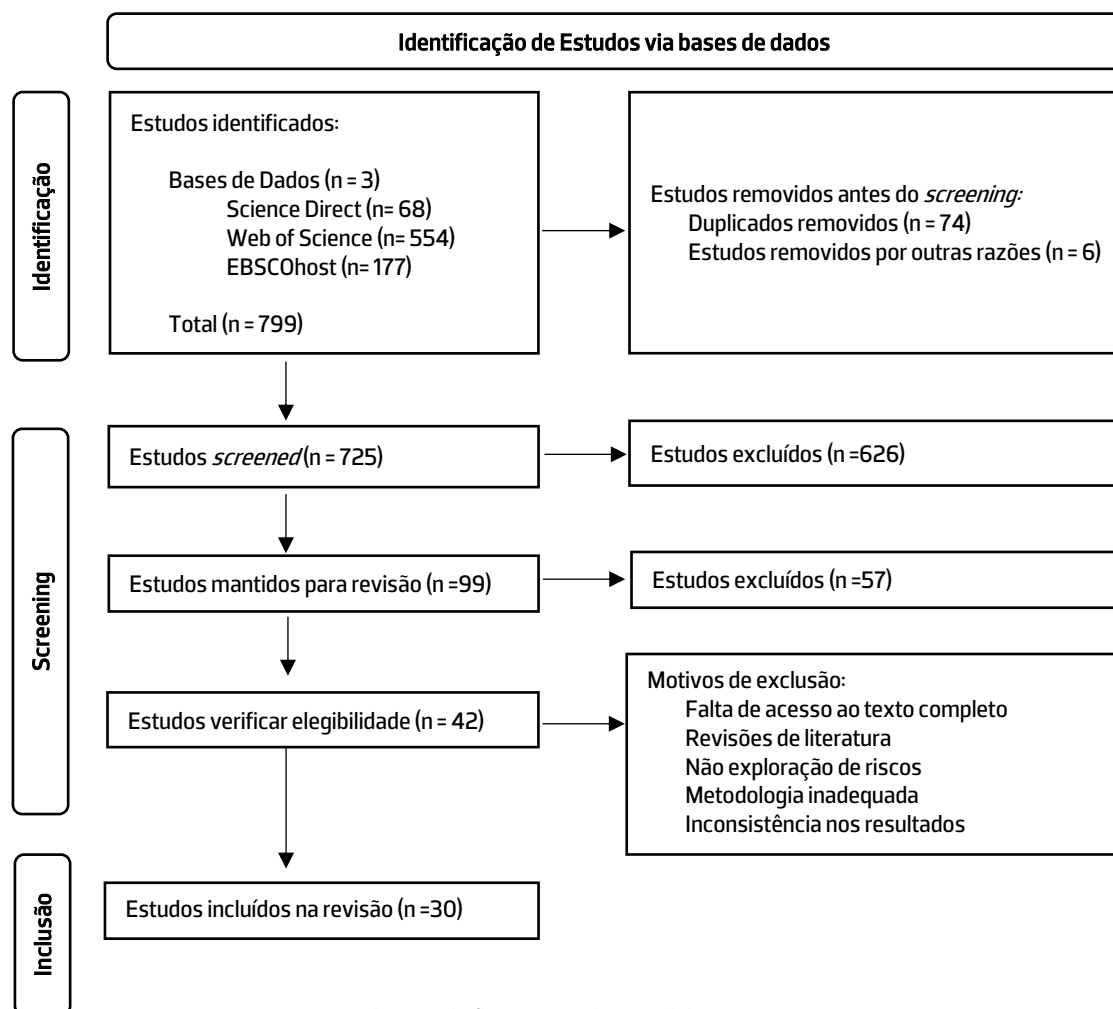 Identificação de Estudos via bases de dados
Identificação
Estudos identificados:
Bases de Dados (n = 3)
Science Direct (n= 68)
Web of Science (n= 554)
EBSCOhost (n= 177)
Total (n = 799)
Estudos removidos antes do screening:
Duplicados removidos (n = 74)
Estudos removidos por outras razões (n = 6)
Screening
Estudos screened (n = 725)
Estudos excluídos (n =626)
Estudos mantidos para revisão (n =99)
Estudos excluídos (n =57)
Estudos verificar elegibilidade (n = 42)
Motivos de exclusão:
Falta de acesso ao texto completo
Revisões de literatura
Não exploração de riscos
Metodologia inadequada
Inconsistência nos resultados
Inclusão
Estudos incluídos na revisão (n =30)